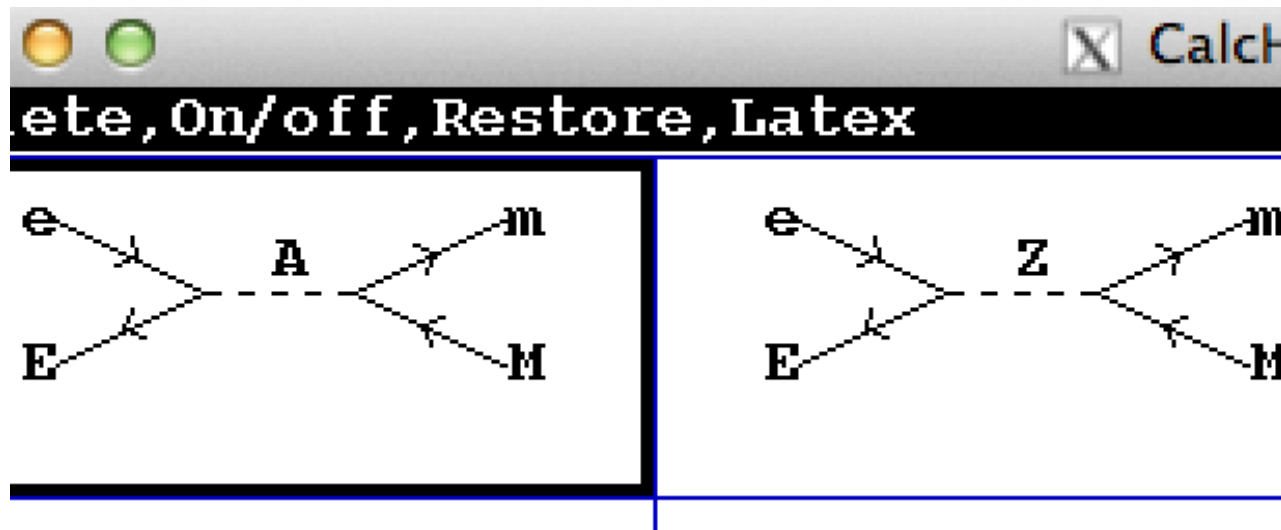 X CalcH
ete,On/off,Restore,Latex
e A m
E M
e Z m
E M